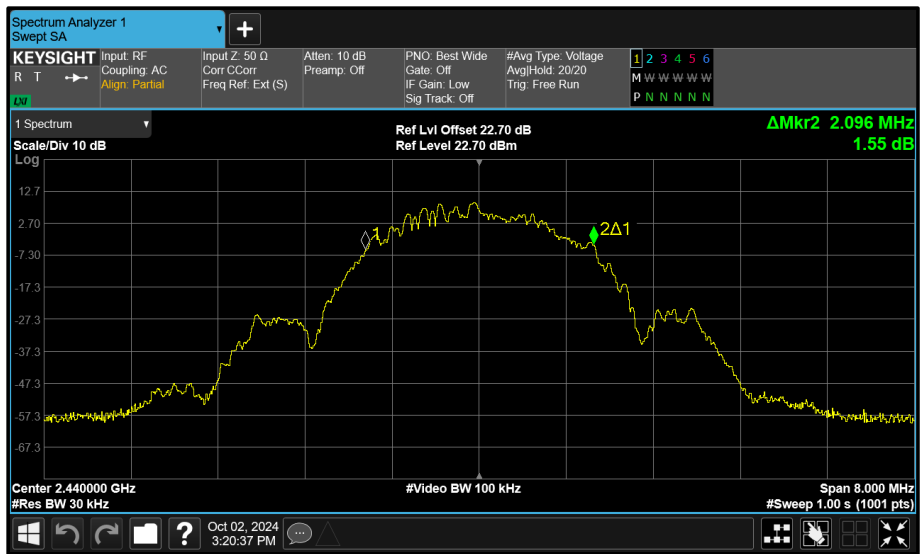 Spectrum Analyzer 1
Swept SA
KEYSIGHT
R T
LXI
Input: RF
Coupling: AC
Align: Partial
Input Z: 50 Ω
Corr CCorr
Freq Ref: Ext (S)
Atten: 10 dB
Preamp: Off
PNO: Best Wide
Gate: Off
IF Gain: Low
Sig Track: Off
#Avg Type: Voltage
Avg|Hold: 20/20
Trig: Free Run
1 2 3 4 5 6
M W W W W W
P N N N N N
1 Spectrum
Scale/Div 10 dB
Ref Lvl Offset 22.70 dB
Ref Level 22.70 dBm
ΔMkr2 2.096 MHz
1.55 dB
Log
12.7
2.70
-7.30
-17.3
-27.3
-37.3
-47.3
-57.3
-67.3
1
2Δ1
Center 2.440000 GHz
#Video BW 100 kHz
Span 8.000 MHz
#Res BW 30 kHz
#Sweep 1.00 s (1001 pts)
?
Oct 02, 2024
3:20:37 PM